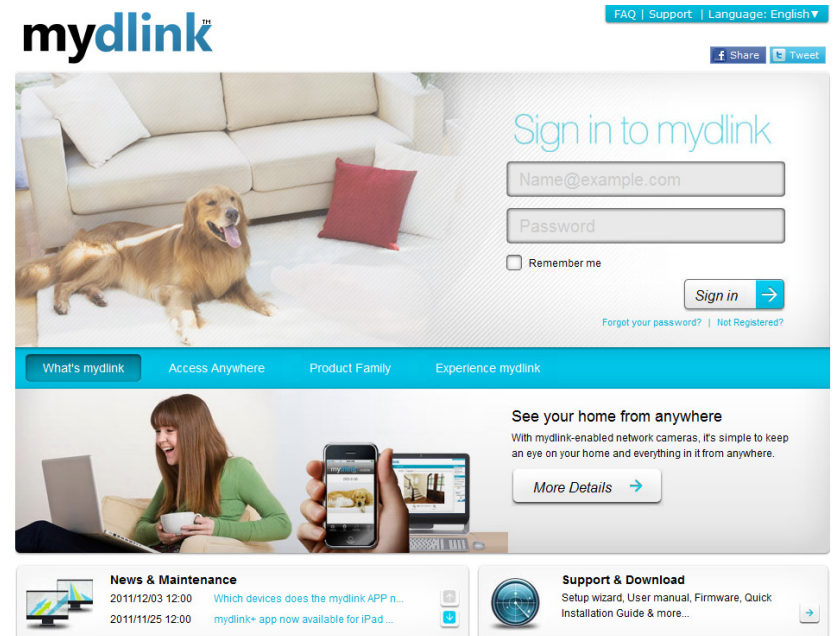 mydlink™
FAQ | Support | Language: English▼
Share
Tweet
Sign in to mydlink
Name@example.com
Password
Remember me
Sign in
Forgot your password? | Not Registered?
What's mydlink
Access Anywhere
Product Family
Experience mydlink
See your home from anywhere
With mydlink-enabled network cameras, it's simple to keep
an eye on your home and everything in it from anywhere.
More Details
mydlink
News & Maintenance
2011/12/03 12:00 Which devices does the mydlink APP n...
2011/11/25 12:00 mydlink+ app now available for iPad ...
Support & Download
Setup wizard, User manual, Firmware, Quick
Installation Guide & more...